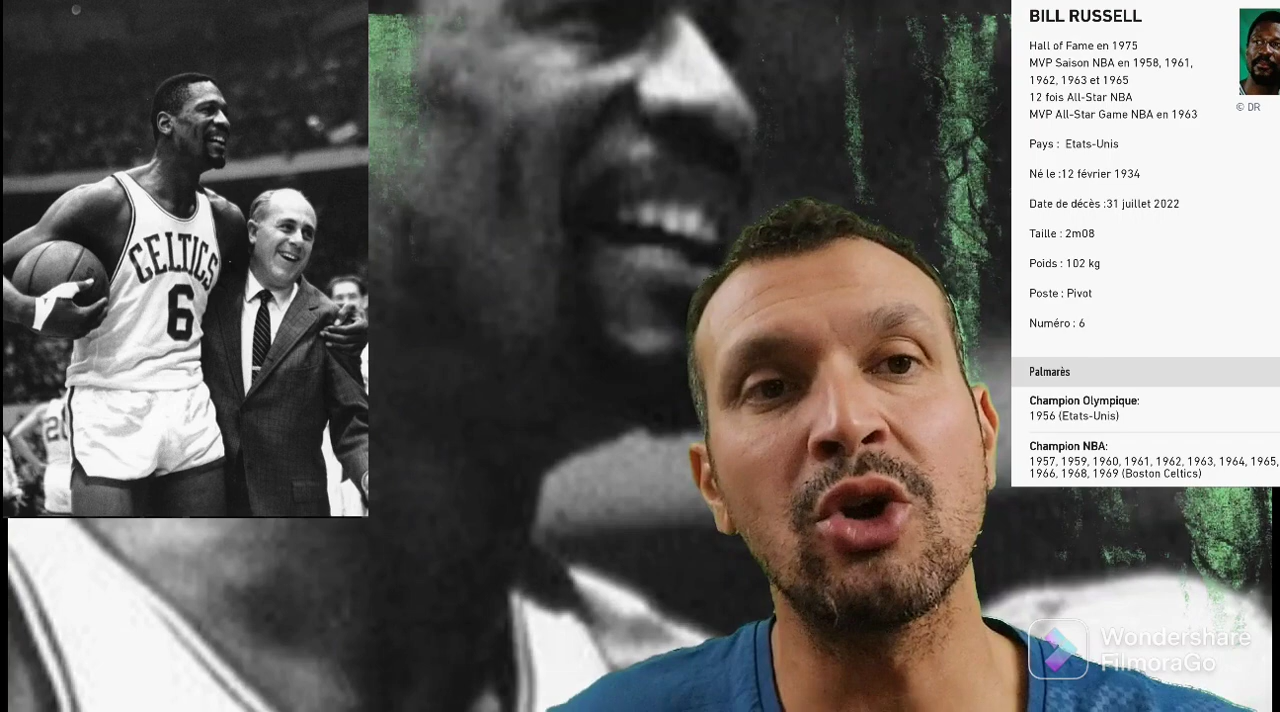 CELTICS
6
BILL RUSSELL
Hall of Fame en 1975
MVP Saison NBA en 1958, 1961,
1962, 1963 et 1965
12 fois All-Star NBA
MVP All-Star Game NBA en 1963
© DR
Pays : Etats-Unis
Né le :12 février 1934
Date de décès :31 juillet 2022
Taille : 2m08
Poids : 102 kg
Poste : Pivot
Numéro : 6
Palmarès
Champion Olympique:
1956 (Etats-Unis)
Champion NBA:
1957, 1959, 1960, 1961, 1962, 1963, 1964, 1965,
1966, 1968, 1969 (Boston Celtics)
Wondershare
FilmoraGo